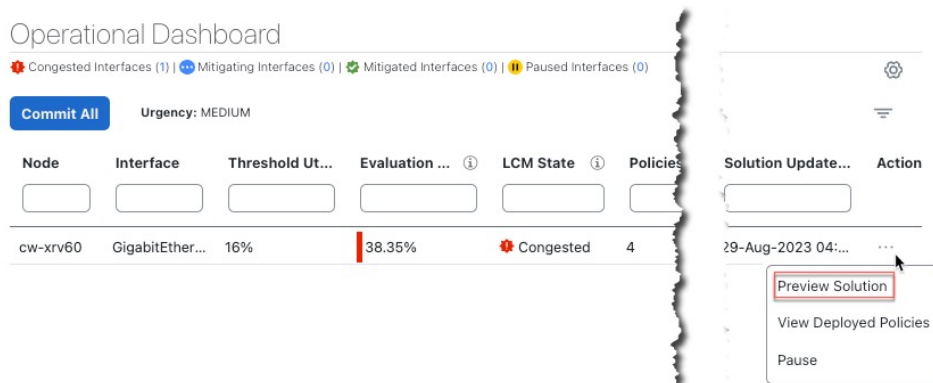 Operational Dashboard
Congested Interfaces (1) | Mitigating Interfaces (0) | Mitigated Interfaces (0) | Paused Interfaces (0)
Commit All Urgency: MEDIUM
Node Interface Threshold Ut... Evaluation ... LCM State Policies Solution Update... Action
cw-xrv60 GigabitEther... 16% 38.35% Congested 4 29-Aug-2023 04:... ...
Preview Solution
View Deployed Policies
Pause